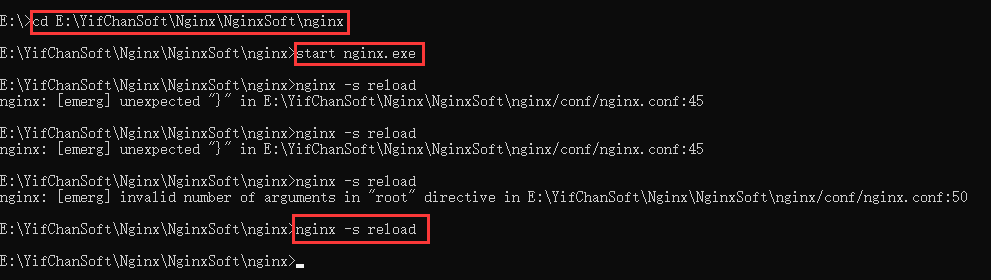 E:\>cd E:\YifChanSoft\Nginx\NginxSoft\nginx
E:\YifChanSoft\Nginx\NginxSoft\nginx>start nginx.exe
E:\YifChanSoft\Nginx\NginxSoft\nginx>nginx -s reload
nginx: [emerg] unexpected "}" in E:\YifChanSoft\Nginx\NginxSoft\nginx/conf/nginx.conf:45
E:\YifChanSoft\Nginx\NginxSoft\nginx>nginx -s reload
nginx: [emerg] unexpected "}" in E:\YifChanSoft\Nginx\NginxSoft\nginx/conf/nginx.conf:45
E:\YifChanSoft\Nginx\NginxSoft\nginx>nginx -s reload
nginx: [emerg] invalid number of arguments in "root" directive in E:\YifChanSoft\Nginx\NginxSoft\nginx/conf/nginx.conf:50
E:\YifChanSoft\Nginx\NginxSoft\nginx>nginx -s reload
E:\YifChanSoft\Nginx\NginxSoft\nginx>